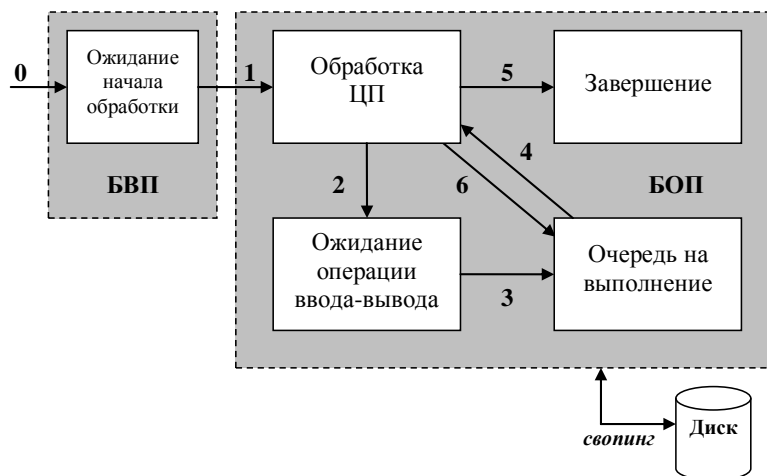 0
Ожидание
начала
обработки
1
БВП
Обработка
ЦП
5
Завершение
4
2
6
БОП
Ожидание
операции
ввода-вывода
3
Очередь на
выполнение
свопинг
Диск